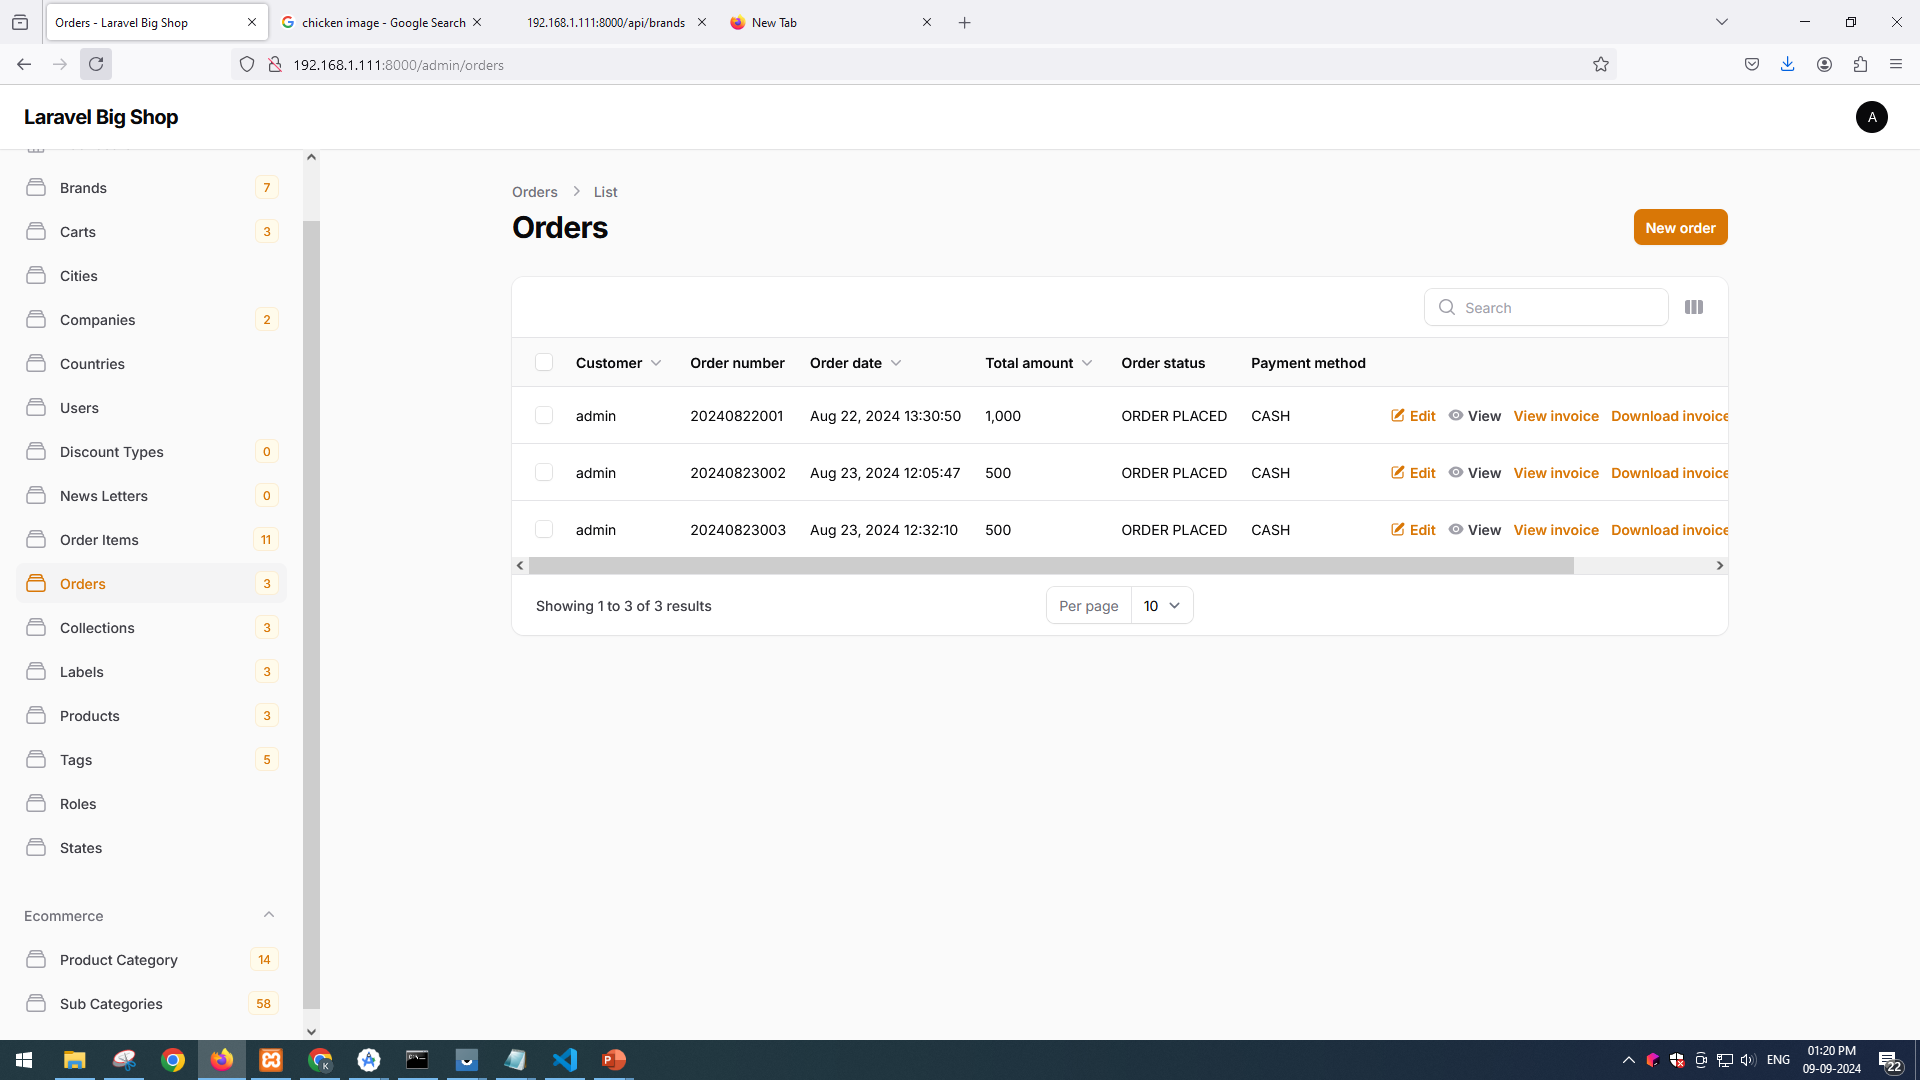 Orders - Laravel Big Shop
chicken image - Google Search
192.168.1.111:8000/api/brands
New Tab
192.168.1.111:8000/admin/orders
Laravel Big Shop
A
Brands 7
Carts 3
Cities
Companies 2
Countries
Users
Discount Types 0
News Letters 0
Order Items 11
Orders 3
Collections 3
Labels 3
Products 3
Tags 5
Roles
States
Ecommerce
Product Category 14
Sub Categories 58
Orders > List
Orders
New order
Search
Customer Order number Order date Total amount Order status Payment method
admin 20240822001 Aug 22, 2024 13:30:50 1,000 ORDER PLACED CASH Edit View View invoice Download invoice
admin 20240823002 Aug 23, 2024 12:05:47 500 ORDER PLACED CASH Edit View View invoice Download invoice
admin 20240823003 Aug 23, 2024 12:32:10 500 ORDER PLACED CASH Edit View View invoice Download invoice
Showing 1 to 3 of 3 results
Per page 10
K
ENG
01:20 PM
09-09-2024
22